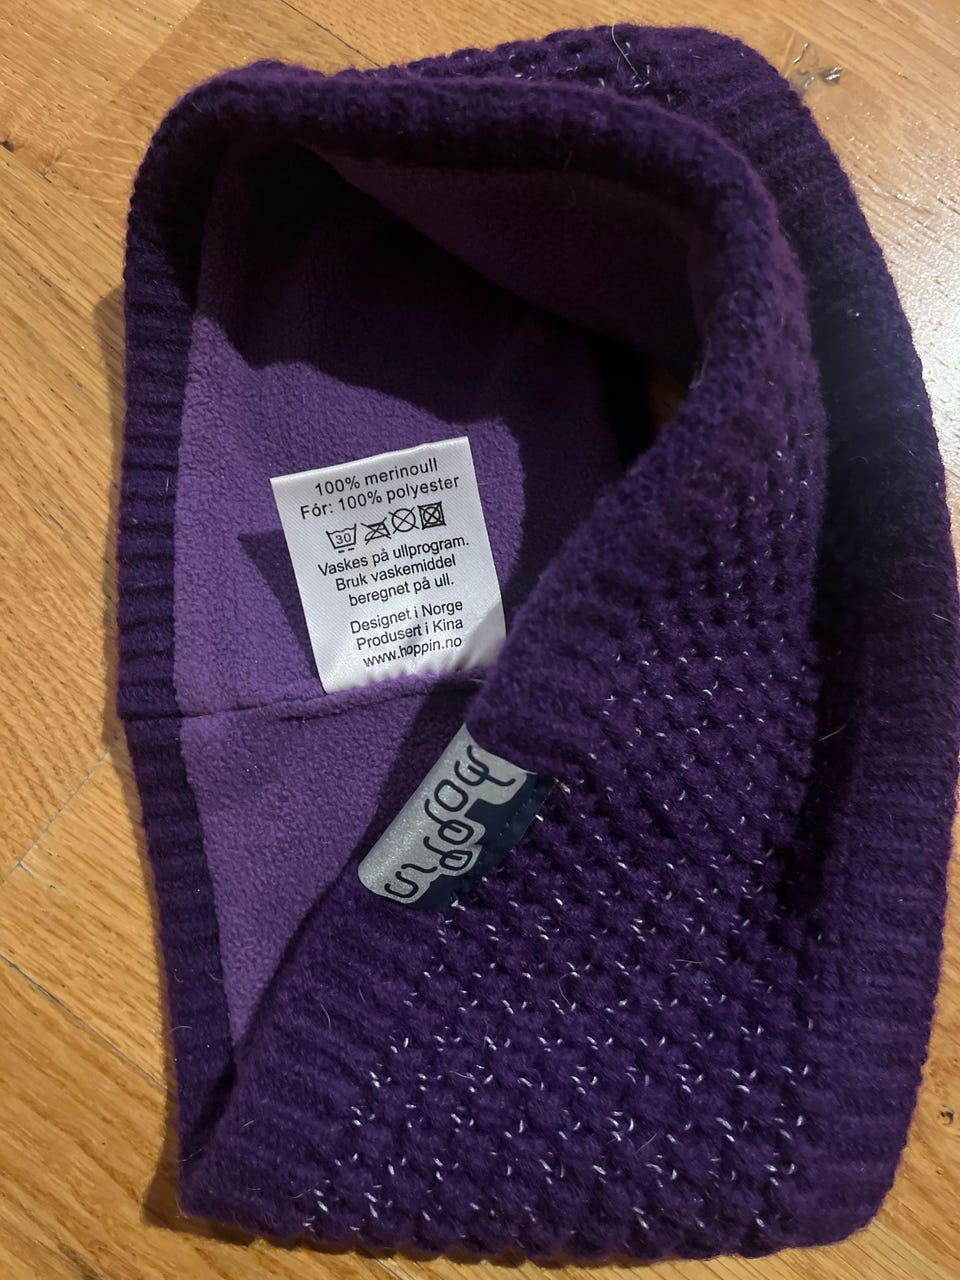 100% merinoull
Fór: 100% polyester
30
Vaskes på ullprogram.
Bruk vaskemiddel
beregnet på ull.
Designet i Norge
Produsert i Kina
www.hoppin.no
hoppin